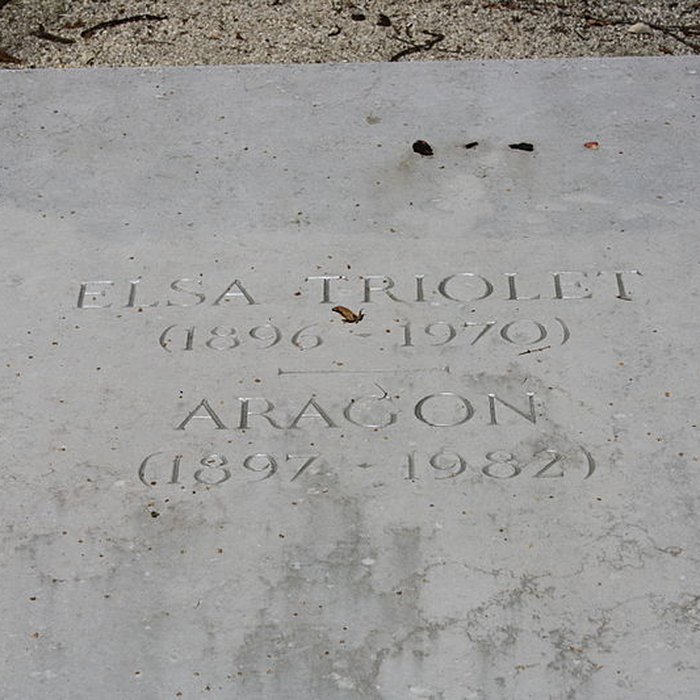 ELSA TRIOLET
(1896 - 1970)
ARAGON
(1897 - 1982)